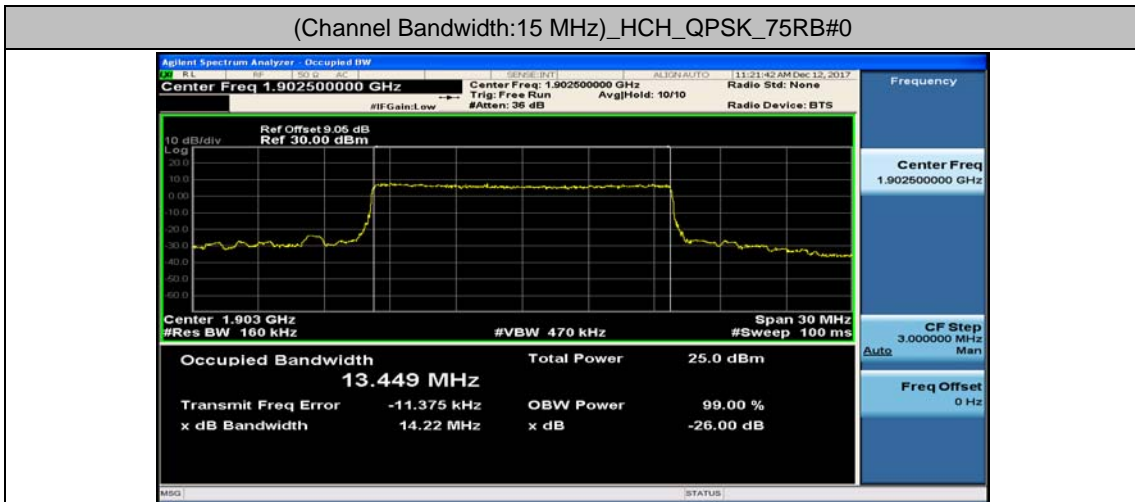 (Channel Bandwidth:15 MHz)_HCH_QPSK_75RB#0
Agilent Spectrum Analyzer - Occupied BW
RL RF 50 Ω AC SENSE:INT ALIGNAUTO 11:21:42 AM Dec 12, 2017
Center Freq 1.902500000 GHz
Center Freq: 1.902500000 GHz
Radio Std: None
Trig: Free Run Avg|Hold: 10/10
#IFGain:Low #Atten: 36 dB Radio Device: BTS
Ref Offset 9.05 dB
10 dB/div Ref 30.00 dBm
Log
20.0
10.0
0.00
-10.0
-20.0
-30.0
-40.0
-50.0
-60.0
Center 1.903 GHz Span 30 MHz
#Res BW 160 kHz #VBW 470 kHz #Sweep 100 ms
Occupied Bandwidth Total Power 25.0 dBm
13.449 MHz
Transmit Freq Error -11.375 kHz OBW Power 99.00 %
x dB Bandwidth 14.22 MHz x dB -26.00 dB
MSG STATUS
Frequency
Center Freq
1.902500000 GHz
CF Step
3.000000 MHz
Auto Man
Freq Offset
0 Hz